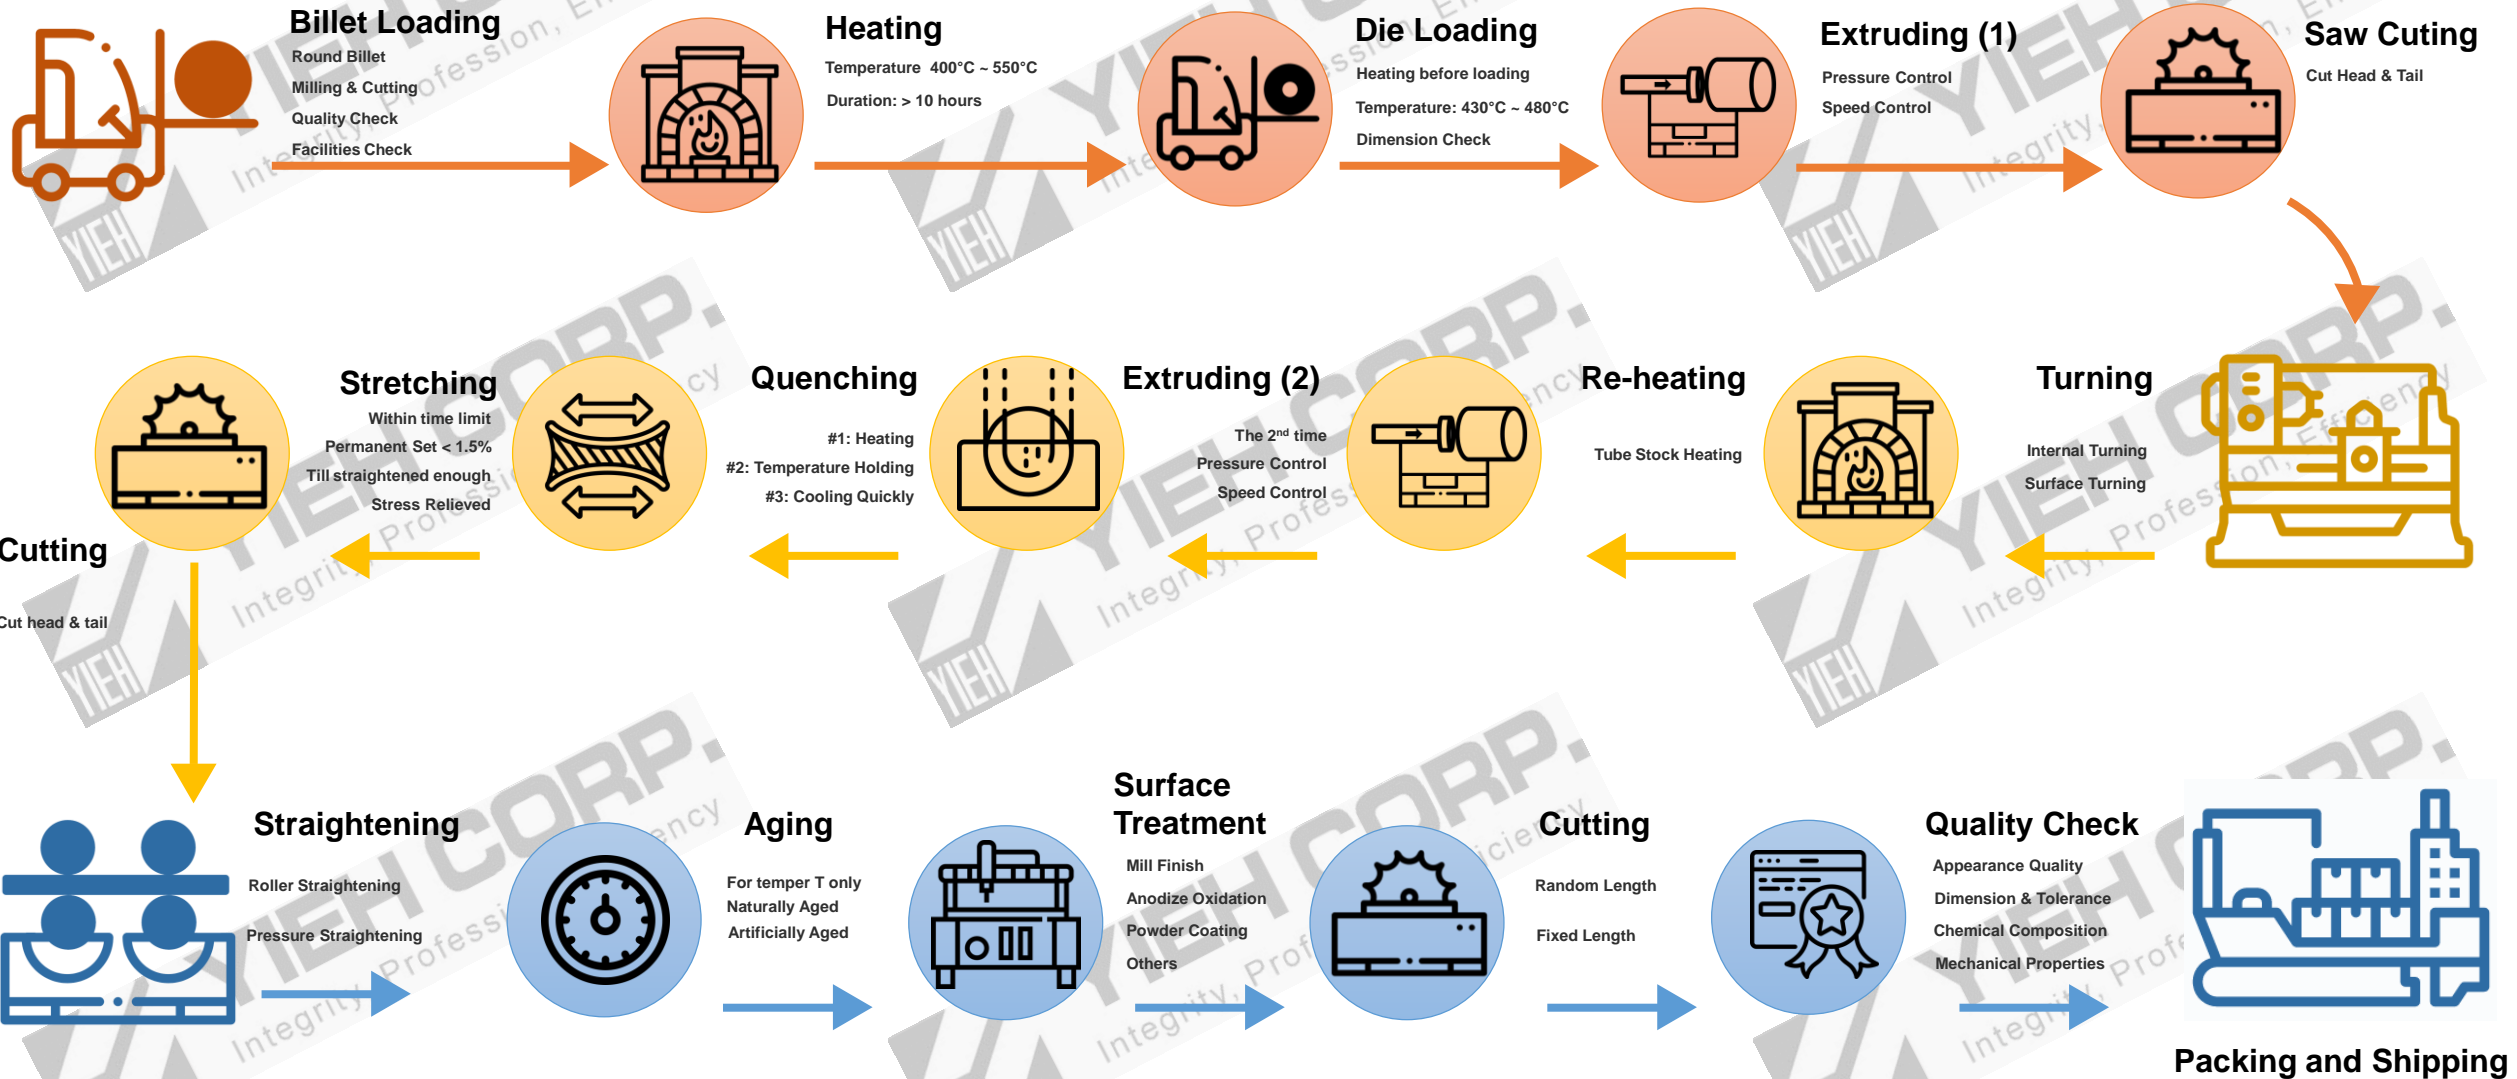 Billet Loading
Round Billet
Milling & Cutting
Quality Check
Facilities Check
Heating
Temperature 400°C ~ 550°C
Duration: > 10 hours
Die Loading
Heating before loading
Temperature: 430°C ~ 480°C
Dimension Check
Extruding (1)
Pressure Control
Speed Control
Saw Cuting
Cut Head & Tail
Turning
Internal Turning
Surface Turning
Re-heating
Tube Stock Heating
Extruding (2)
The 2nd time
Pressure Control
Speed Control
Quenching
#1: Heating
#2: Temperature Holding
#3: Cooling Quickly
Stretching
Within time limit
Permanent Set < 1.5%
Till straightened enough
Stress Relieved
Cutting
Cut head & tail
Straightening
Roller Straightening
Pressure Straightening
Aging
For temper T only
Naturally Aged
Artificially Aged
Surface
Treatment
Mill Finish
Anodize Oxidation
Powder Coating
Others
Cutting
Random Length
Fixed Length
Quality Check
Appearance Quality
Dimension & Tolerance
Chemical Composition
Mechanical Properties
Packing and Shipping
YIEH CORP.
Integrity, Profession, Efficiency
YIEH